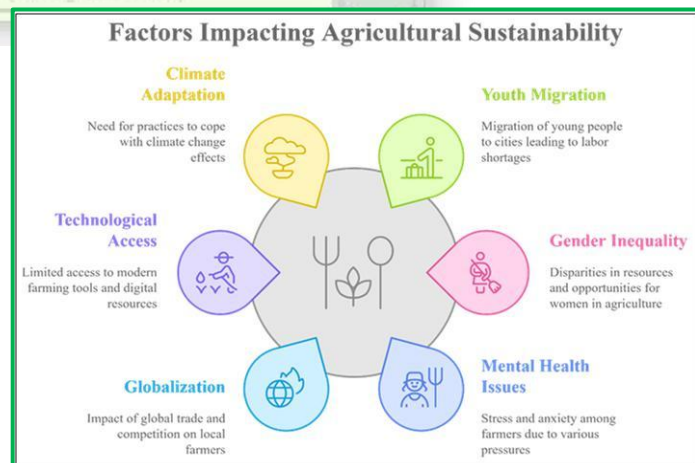 Factors Impacting Agricultural Sustainability
Climate
Adaptation
Need for practices to cope
with climate change
effects
Youth Migration
Migration of young people
to cities leading to labor
shortages
Technological
Access
Limited access to modern
farming tools and digital
resources
Gender Inequality
Disparities in resources
and opportunities for
women in agriculture
Globalization
Impact of global trade and
competition on local
farmers
Mental Health
Issues
Stress and anxiety among
farmers due to various
pressures